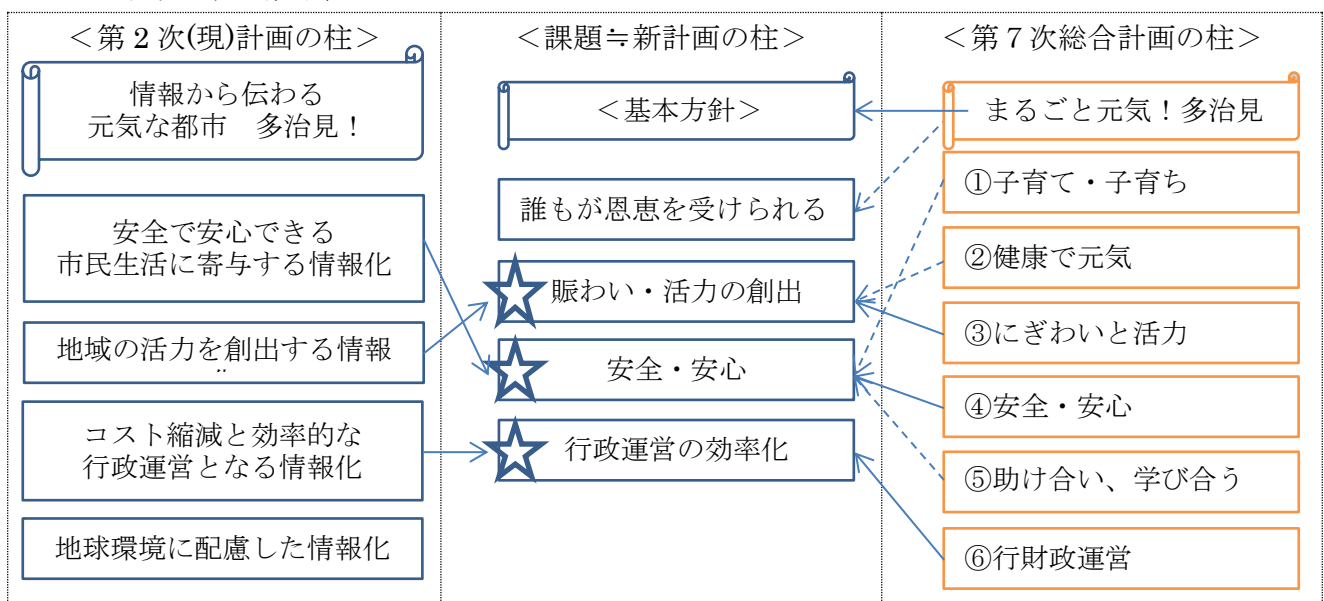 ＜第２次(現)計画の柱＞
情報から伝わる
元気な都市　多治見！
安全で安心できる
市民生活に寄与する情報化
地域の活力を創出する情報
コスト縮減と効率的な
行政運営となる情報化
地球環境に配慮した情報化
＜課題≒新計画の柱＞
＜基本方針＞
誰もが恩恵を受けられる
賑わい・活力の創出
安全・安心
行政運営の効率化
＜第７次総合計画の柱＞
まるごと元気！多治見
①子育て・子育ち
②健康で元気
③にぎわいと活力
④安全・安心
⑤助け合い、学び合う
⑥行財政運営